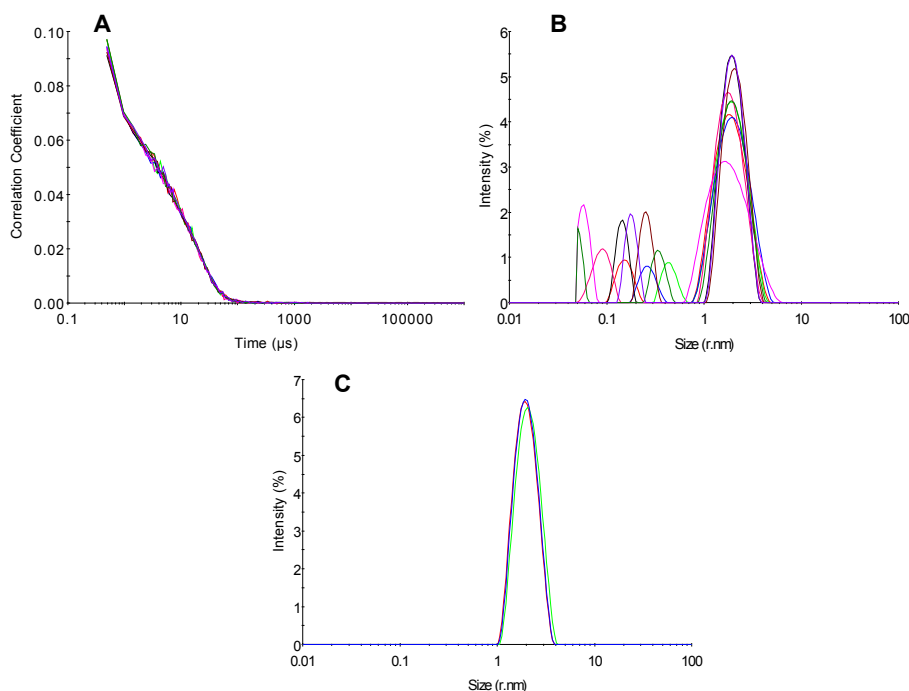 A
Correlation Coefficient
0.10
0.08
0.06
0.04
0.02
0.00
0.1 10 1000 100000
Time (µs)
B
Intensity (%)
6
5
4
3
2
1
0
0.01 0.1 1 10 100
Size (r.nm)
C
Intensity (%)
7
6
5
4
3
2
1
0
0.01 0.1 1 10 100
Size (r.nm)